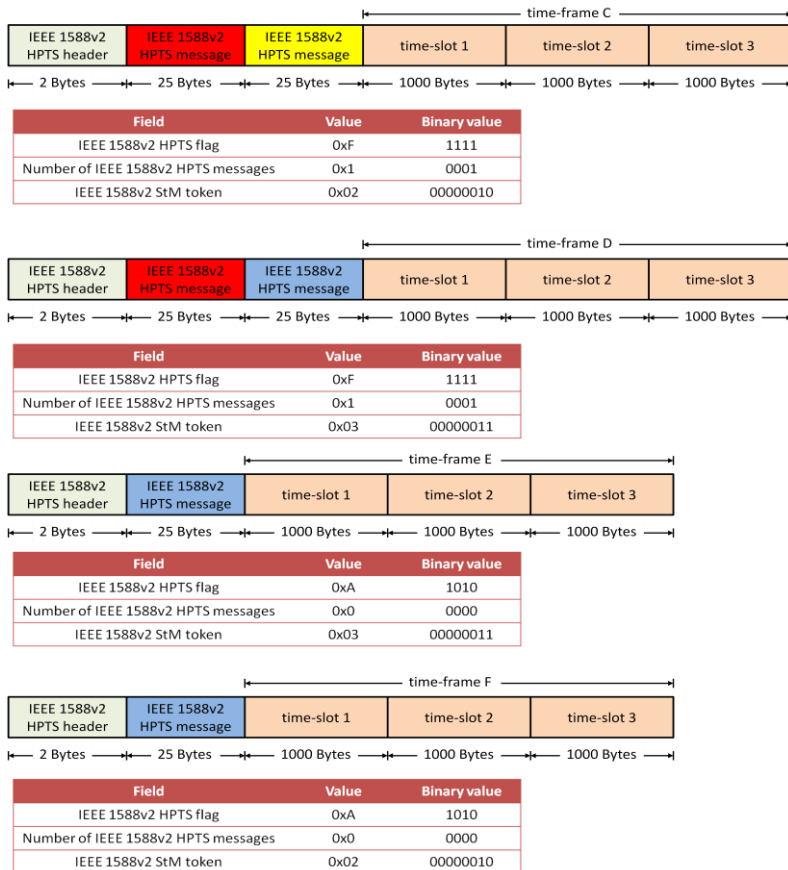 time-frame C
IEEE 1588v2 HPTS header
IEEE 1588v2 HPTS message
IEEE 1588v2 HPTS message
time-slot 1
time-slot 2
time-slot 3
2 Bytes
25 Bytes
25 Bytes
1000 Bytes
1000 Bytes
1000 Bytes
Field Value Binary value
IEEE 1588v2 HPTS flag 0xF 1111
Number of IEEE 1588v2 HPTS messages 0x1 0001
IEEE 1588v2 StM token 0x02 00000010
time-frame D
IEEE 1588v2 HPTS header
IEEE 1588v2 HPTS message
IEEE 1588v2 HPTS message
time-slot 1
time-slot 2
time-slot 3
2 Bytes
25 Bytes
25 Bytes
1000 Bytes
1000 Bytes
1000 Bytes
Field Value Binary value
IEEE 1588v2 HPTS flag 0xF 1111
Number of IEEE 1588v2 HPTS messages 0x1 0001
IEEE 1588v2 StM token 0x03 00000011
time-frame E
IEEE 1588v2 HPTS header
IEEE 1588v2 HPTS message
time-slot 1
time-slot 2
time-slot 3
2 Bytes
25 Bytes
1000 Bytes
1000 Bytes
1000 Bytes
Field Value Binary value
IEEE 1588v2 HPTS flag 0xA 1010
Number of IEEE 1588v2 HPTS messages 0x0 0000
IEEE 1588v2 StM token 0x03 00000011
time-frame F
IEEE 1588v2 HPTS header
IEEE 1588v2 HPTS message
time-slot 1
time-slot 2
time-slot 3
2 Bytes
25 Bytes
1000 Bytes
1000 Bytes
1000 Bytes
Field Value Binary value
IEEE 1588v2 HPTS flag 0xA 1010
Number of IEEE 1588v2 HPTS messages 0x0 0000
IEEE 1588v2 StM token 0x02 00000010